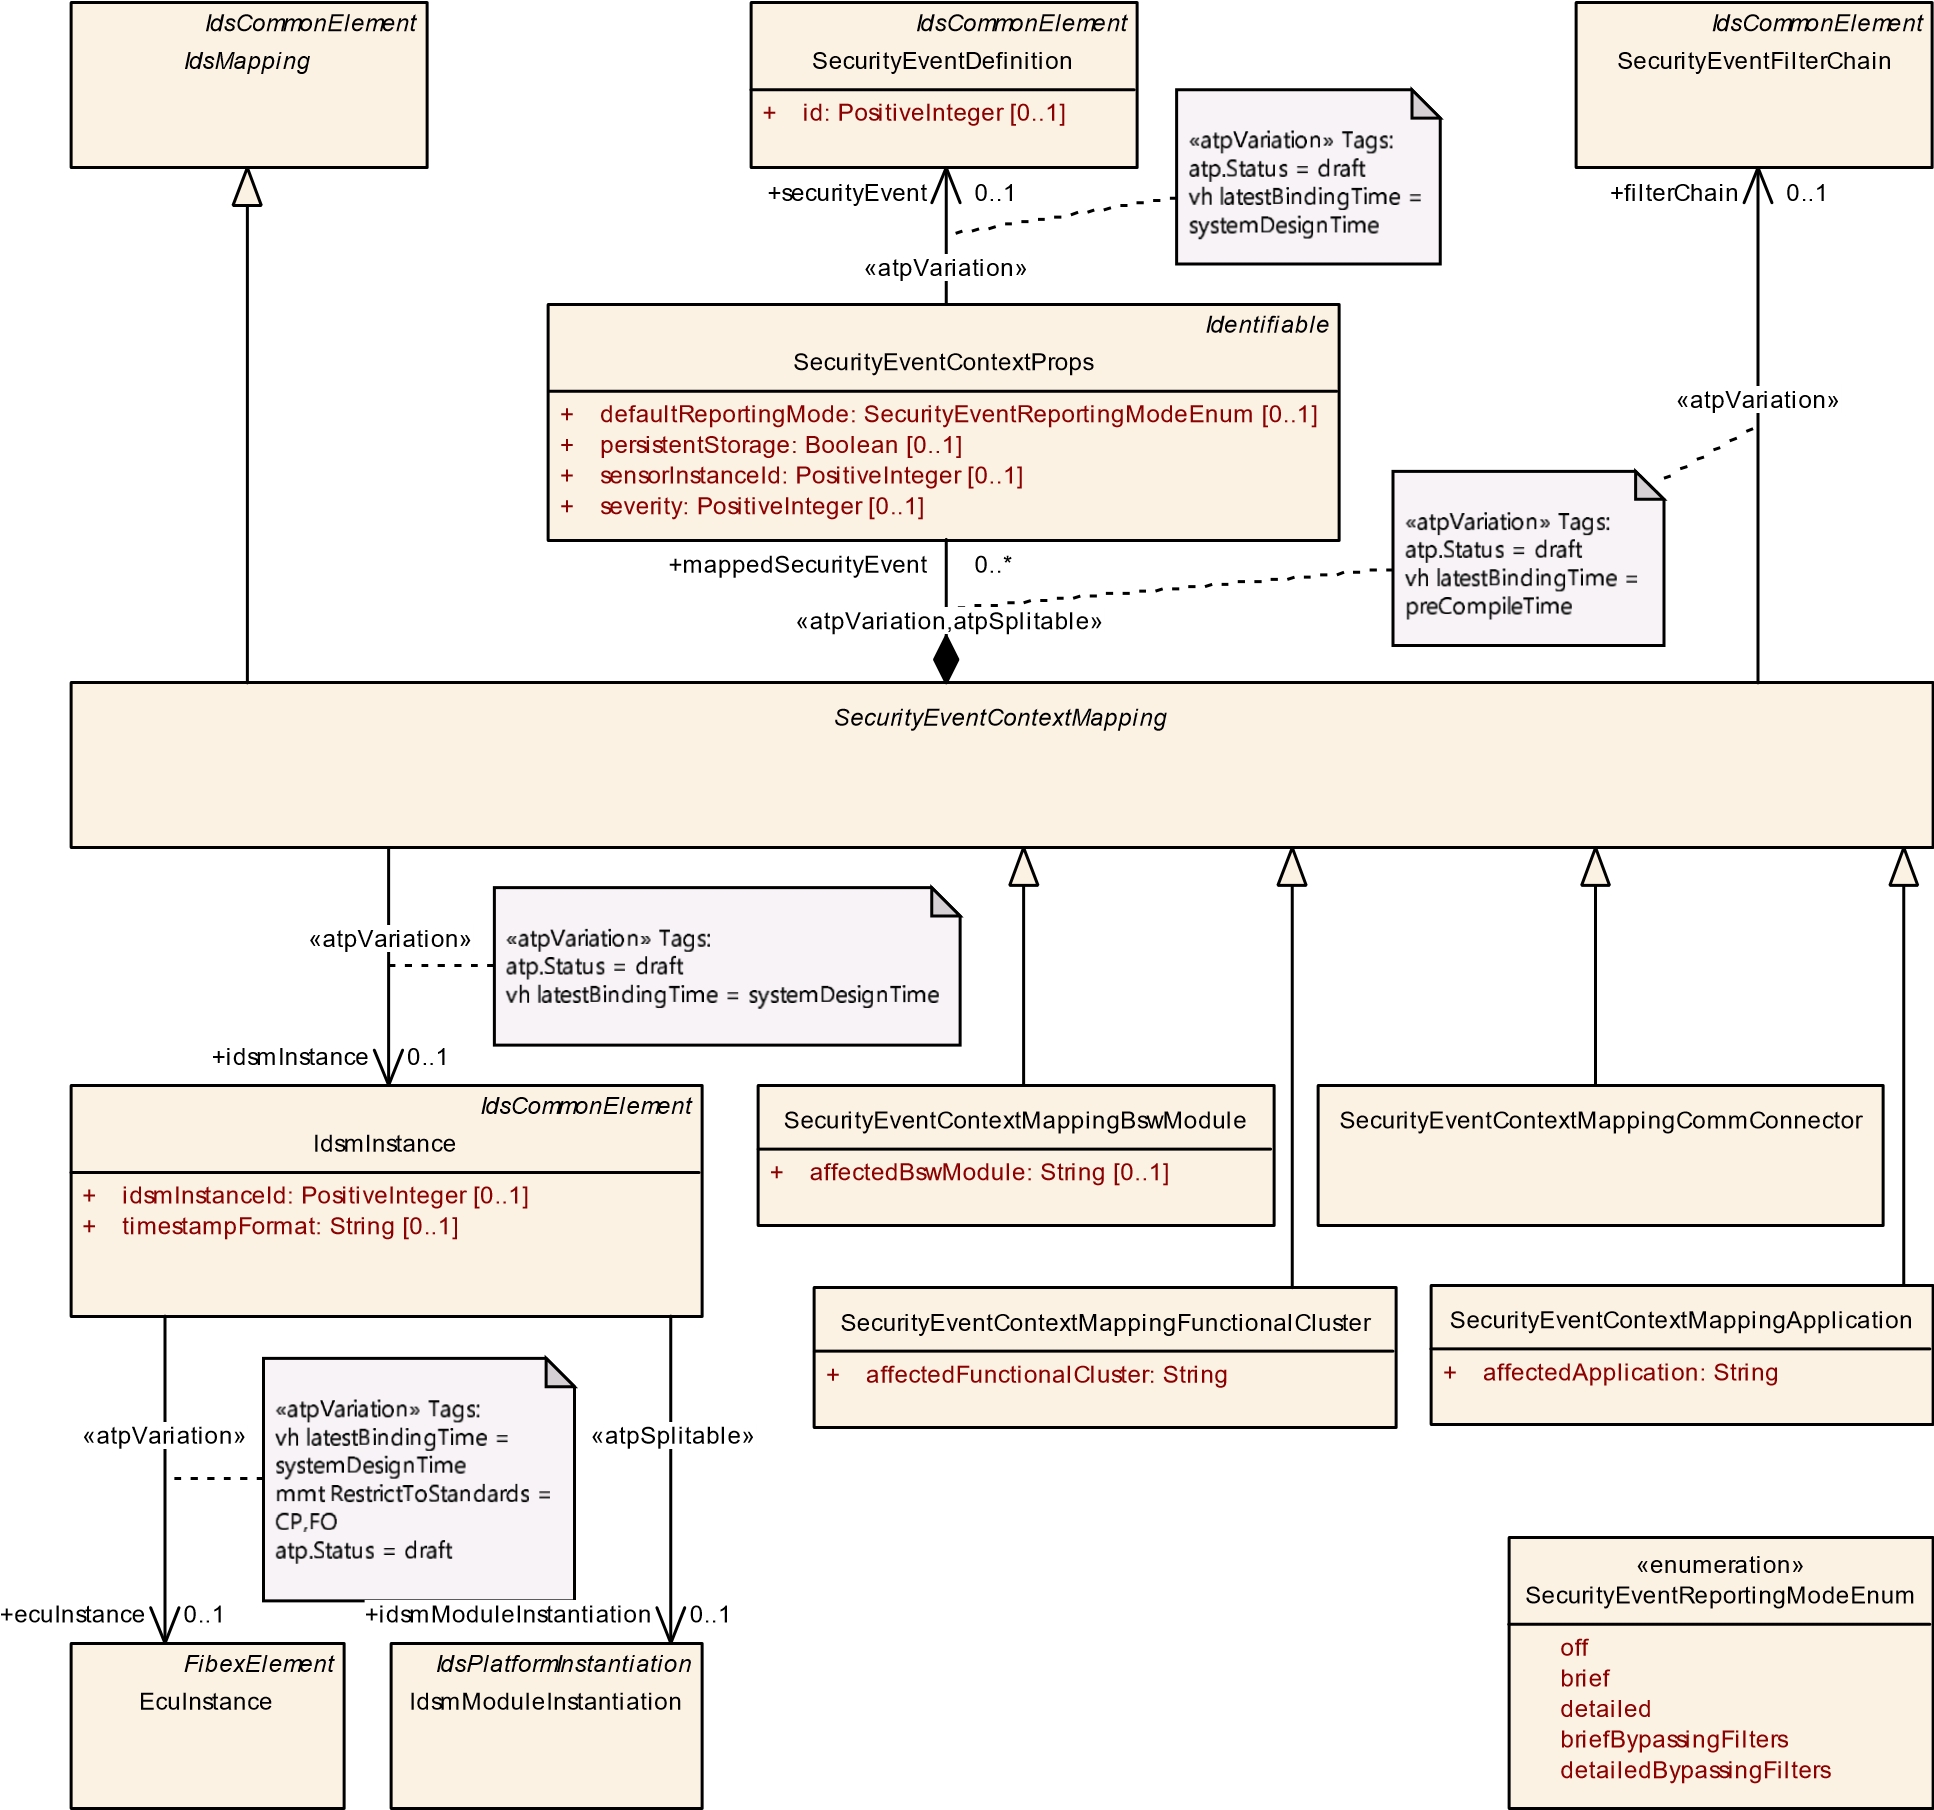 IdsCommonElement
IdsMapping
IdsCommonElement
SecurityEventDefinition
+ id: PositiveInteger [0..1]
IdsCommonElement
SecurityEventFilterChain
«atpVariation» Tags:
atp.Status = draft
vh latestBindingTime =
systemDesignTime
+securityEvent 0..1
+filterChain 0..1
«atpVariation»
Identifiable
SecurityEventContextProps
+ defaultReportingMode: SecurityEventReportingModeEnum [0..1]
+ persistentStorage: Boolean [0..1]
+ sensorInstanceId: PositiveInteger [0..1]
+ severity: PositiveInteger [0..1]
«atpVariation»
«atpVariation» Tags:
atp.Status = draft
vh latestBindingTime =
preCompileTime
+mappedSecurityEvent 0..*
«atpVariation,atpSplitable»
SecurityEventContextMapping
«atpVariation»
«atpVariation» Tags:
atp.Status = draft
vh latestBindingTime = systemDesignTime
+idsmInstance 0..1
IdsCommonElement
IdsmInstance
+ idsmInstanceId: PositiveInteger [0..1]
+ timestampFormat: String [0..1]
SecurityEventContextMappingBswModule
+ affectedBswModule: String [0..1]
SecurityEventContextMappingCommConnector
SecurityEventContextMappingFunctionalCluster
+ affectedFunctionalCluster: String
SecurityEventContextMappingApplication
+ affectedApplication: String
«atpVariation»
«atpVariation» Tags:
vh latestBindingTime =
systemDesignTime
mmt RestrictToStandards =
CP,FO
atp.Status = draft
«atpSplitable»
+ecuInstance 0..1
+idsmModuleInstantiation 0..1
FibexElement
EcuInstance
IdsPlatformInstantiation
IdsmModuleInstantiation
«enumeration»
SecurityEventReportingModeEnum
off
brief
detailed
briefBypassingFilters
detailedBypassingFilters